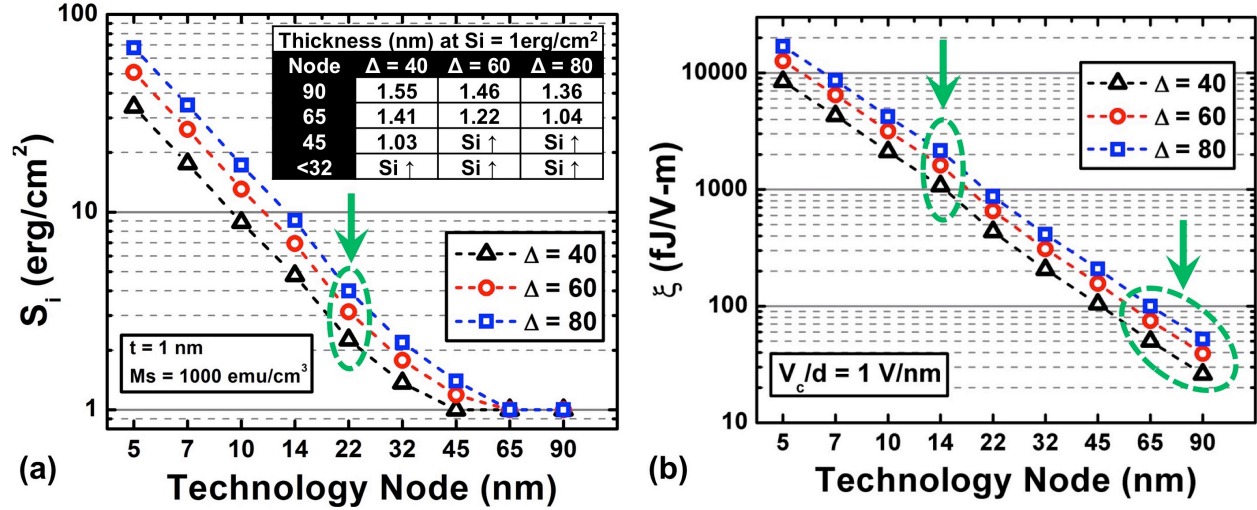 100
10
1
Sᵢ (erg/cm²)
Thickness (nm) at Si = 1erg/cm²
Node Δ = 40 Δ = 60 Δ = 80
90 1.55 1.46 1.36
65 1.41 1.22 1.04
45 1.03 Si ↑ Si ↑
<32 Si ↑ Si ↑ Si ↑
Δ = 40
Δ = 60
Δ = 80
t = 1 nm
Ms = 1000 emu/cm³
5 7 10 14 22 32 45 65 90
Technology Node (nm)
(a)
10000
1000
100
10
ξ (fJ/V-m)
Δ = 40
Δ = 60
Δ = 80
V_c/d = 1 V/nm
5 7 10 14 22 32 45 65 90
Technology Node (nm)
(b)